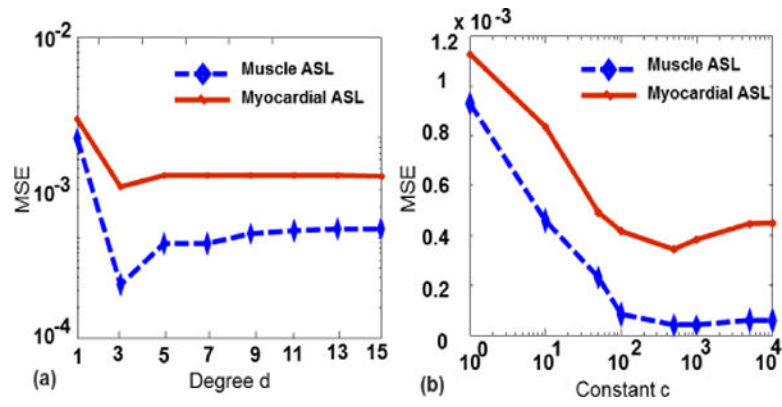 10^-2
Muscle ASL
Myocardial ASL
MSE
10^-3
10^-4
1 3 5 7 9 11 13 15
(a)
Degree d
x 10^-3
1.2
Muscle ASL
1
Myocardial ASL
0.8
MSE
0.6
0.4
0.2
0
10^0 10^1 10^2 10^3 10^4
(b)
Constant c